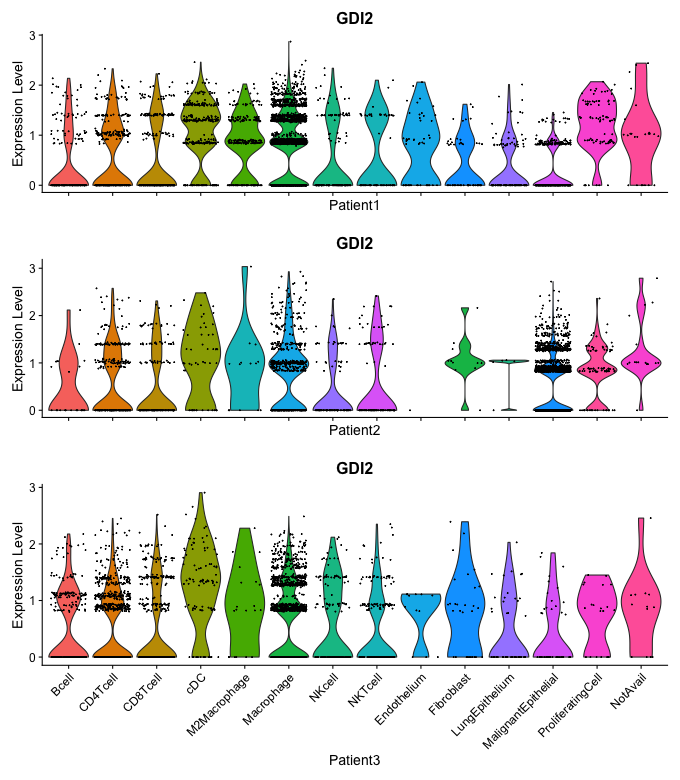 GDI2
Expression Level
3
2
1
0
Patient1
GDI2
Expression Level
3
2
1
0
Patient2
GDI2
Expression Level
3
2
1
0
Bcell
CD4Tcell
CD8Tcell
cDC
M2Macrophage
Macrophage
NKcell
NKTcell
Endothelium
Fibroblast
LungEpithelium
MalignantEpithelial
ProliferatingCell
NotAvail
Patient3